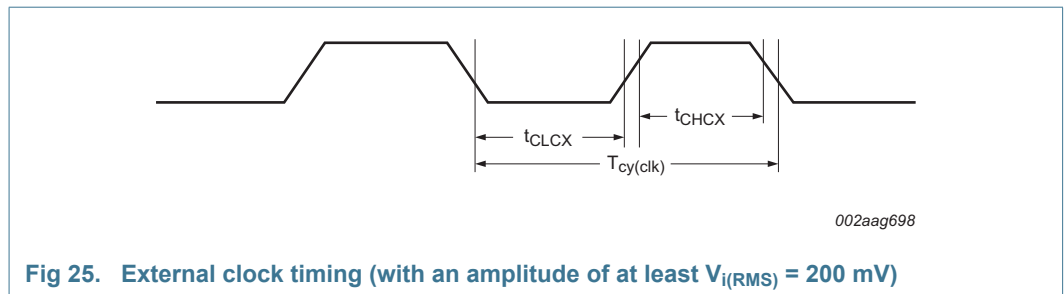 tCLCX
tCHCX
Tcy(clk)
002aag698
Fig 25. External clock timing (with an amplitude of at least Vi(RMS) = 200 mV)